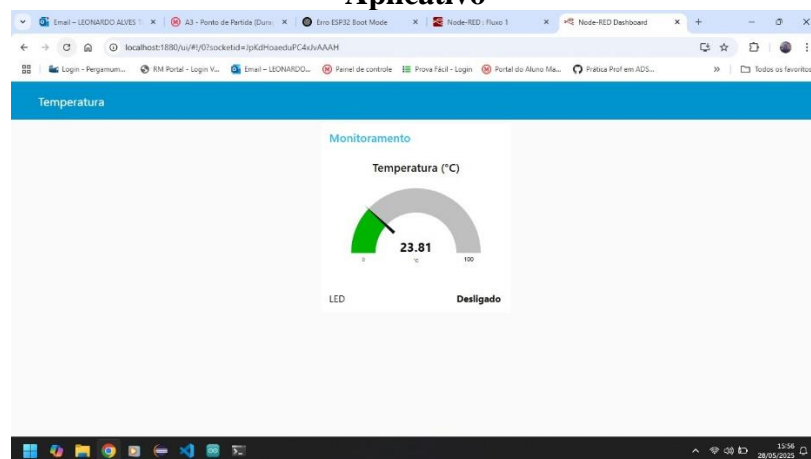 Aplicativo
Email – LEONARDO ALVES
A3 - Ponto de Partida (Dura
Erro ESP32 Boot Mode
Node-RED : Fluxo 1
Node-RED Dashboard
localhost:1880/ui/#!/0?socketid=JpKdHoaeduPC4xJvAAAH
Login - Pergamum...
RM Portal - Login V...
Email – LEONARDO...
Painel de controle
Prova Fácil - Login
Portal do Aluno Ma...
Prática Prof em ADS...
Todos os favoritos
Temperatura
Monitoramento
Temperatura (°C)
23.81
0
°C
100
LED
Desligado
15:56
28/05/2025